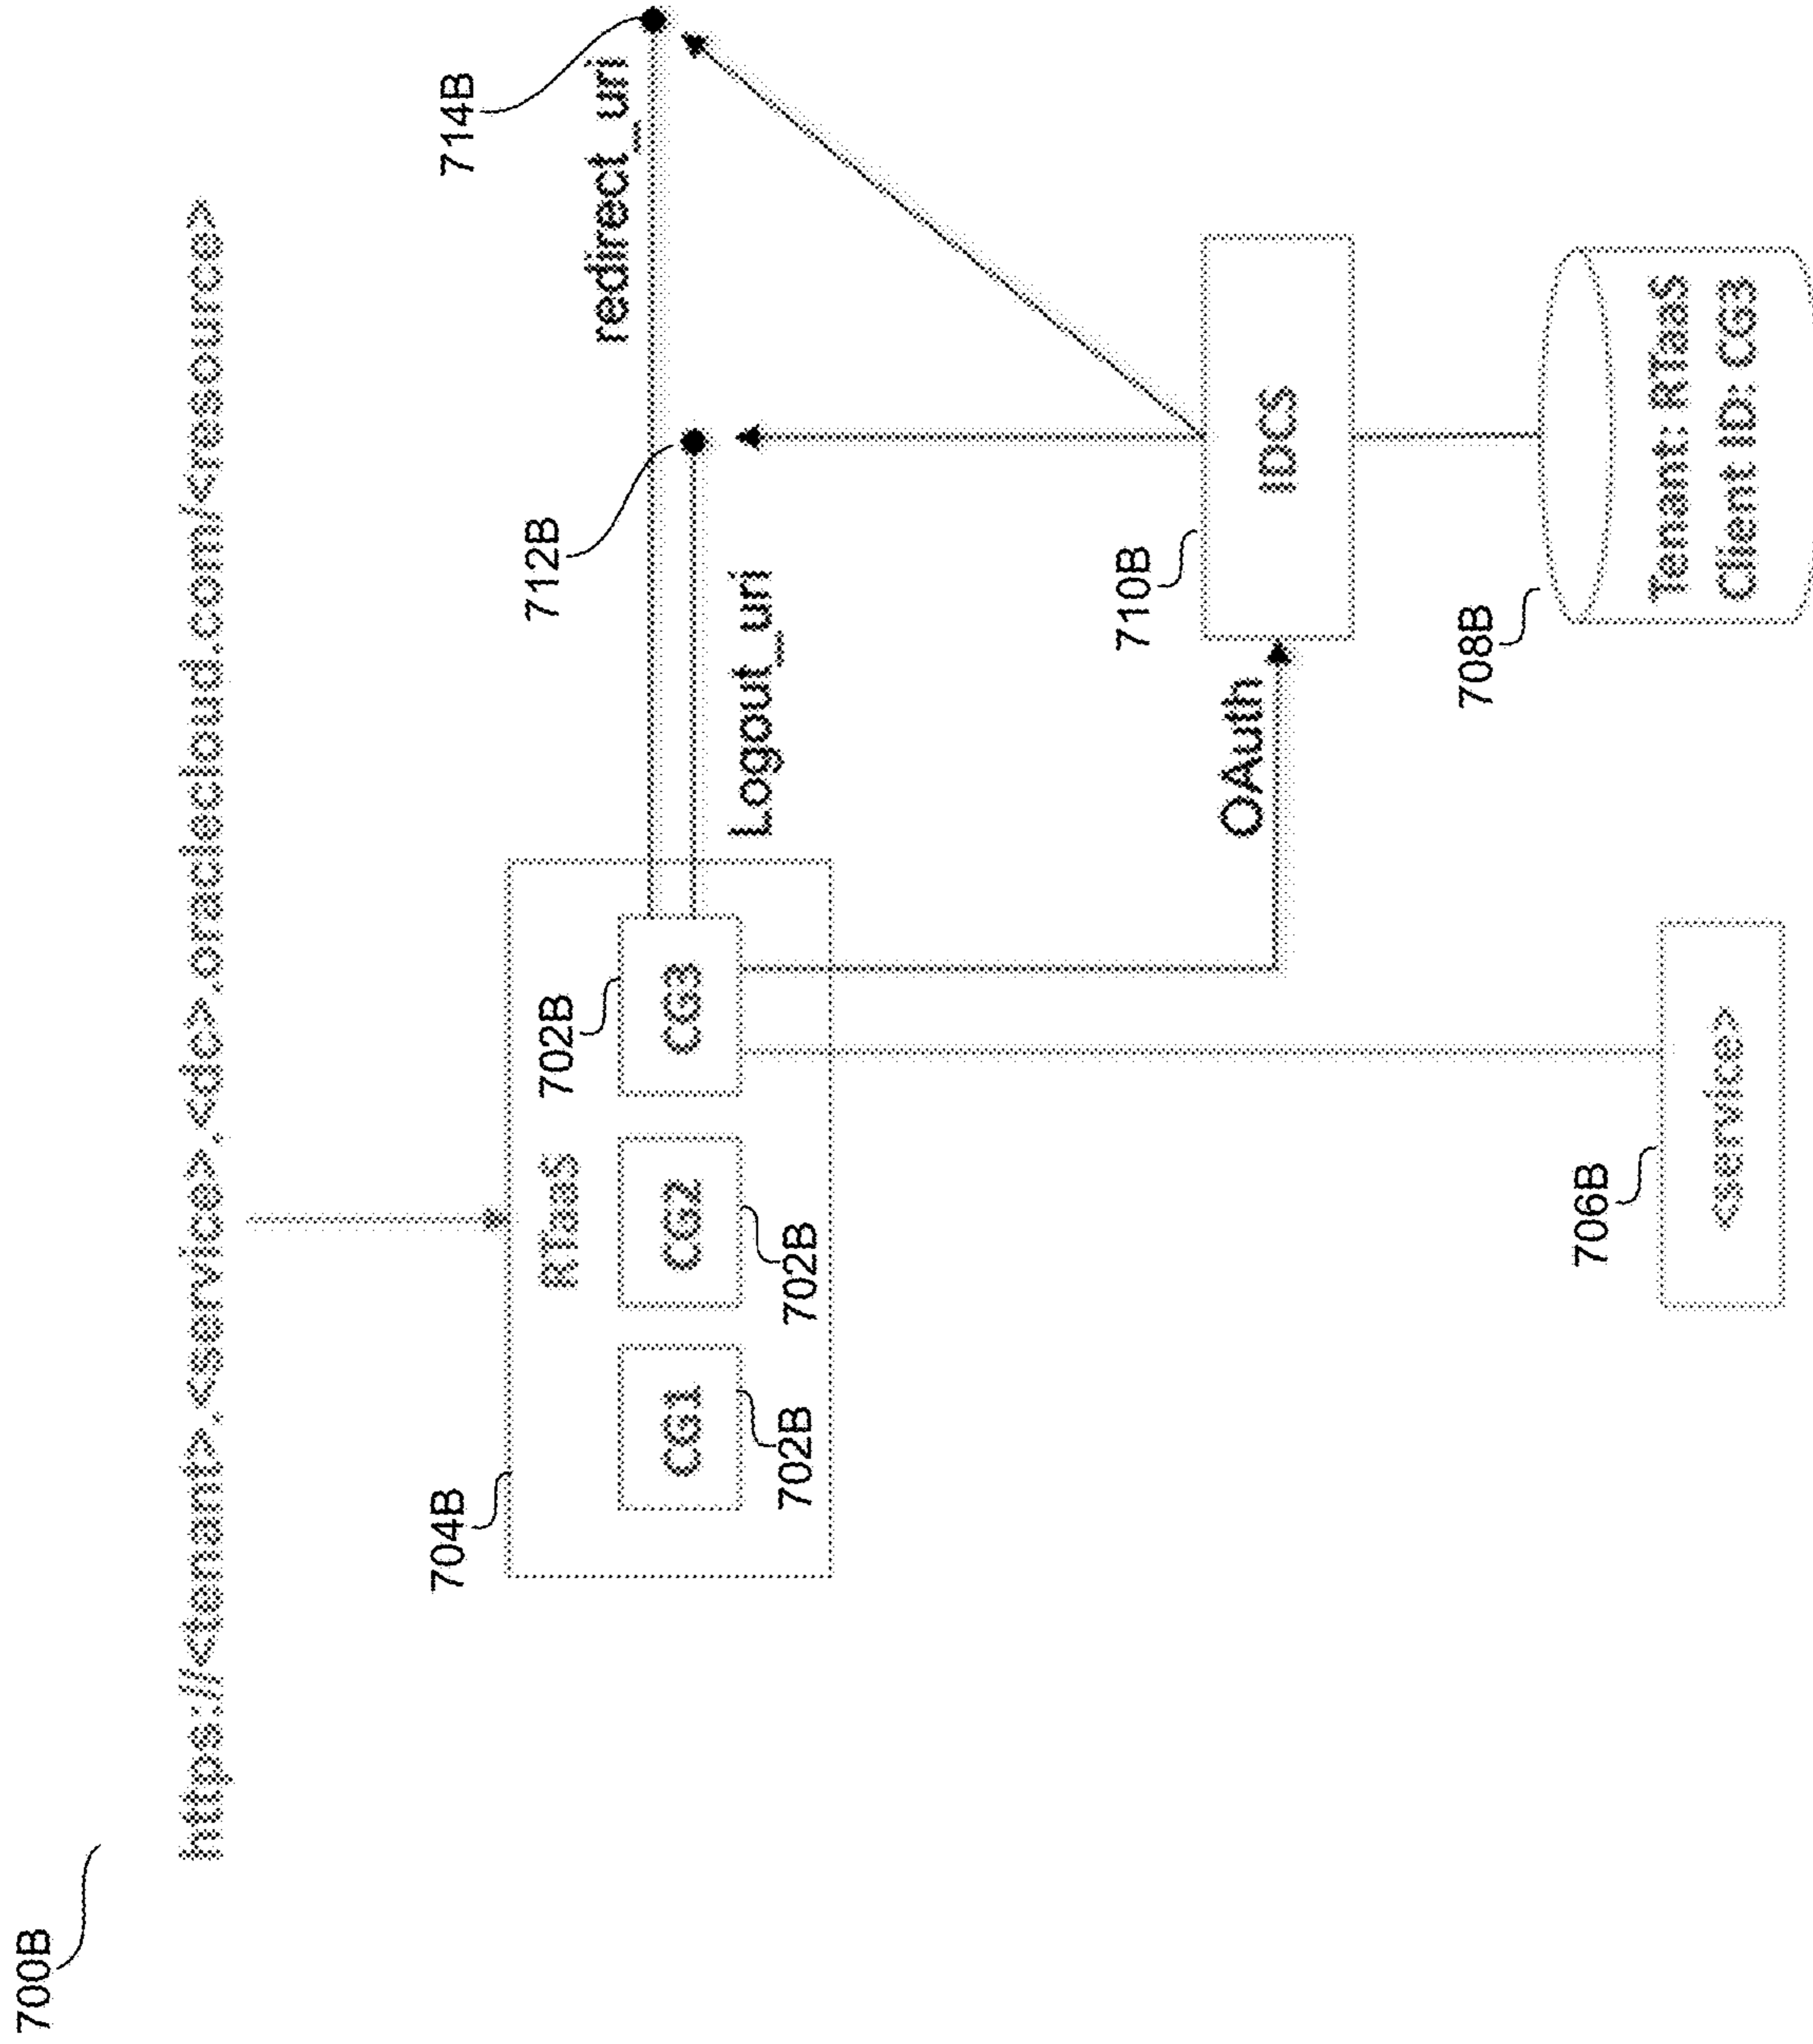 700B
https://<tenant>.<service>.<dc>.oraclecloud.com/<resource>
704B
RTaaS
702B
CG1
CG2
CG3
702B
702B
714B
redirect_uri
712B
Logout_uri
OAuth
710B
IDCS
708B
Tenant: RTaaS
Client ID: CG3
706B
<service>